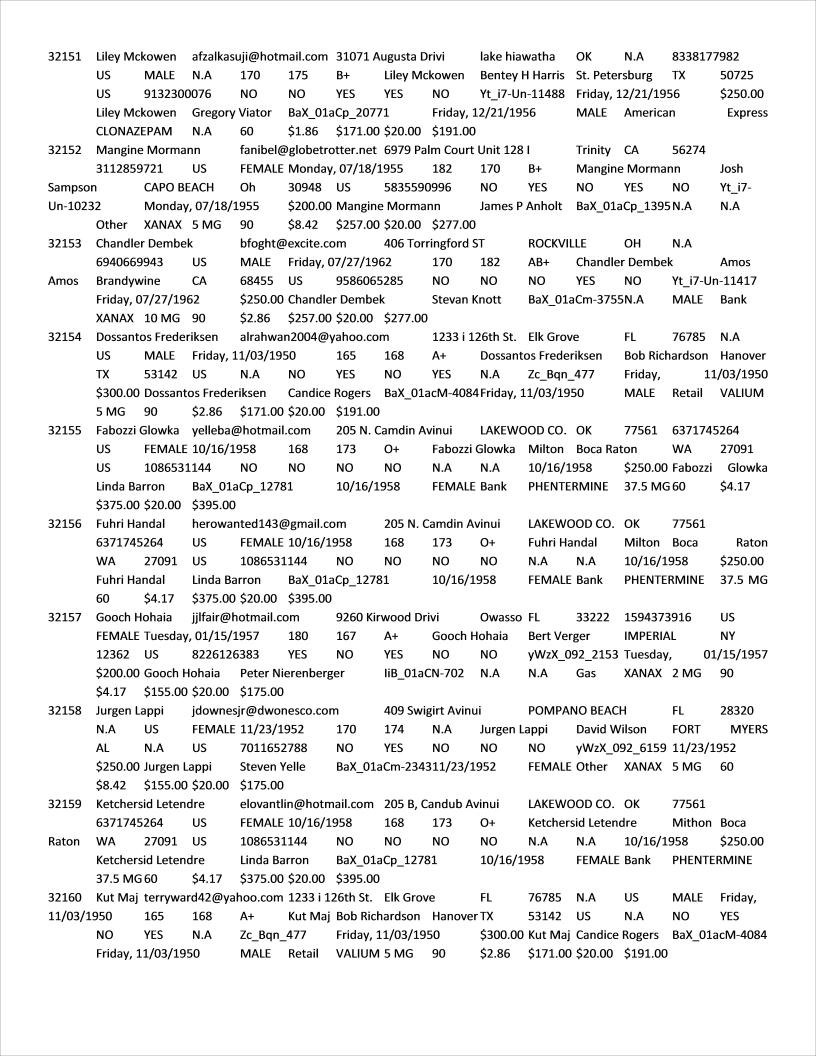 32151 Liley Mckowen afzalkasuji@hotmail.com 31071 Augusta Drivi lake hiawatha OK N.A 8338177982
US MALE N.A 170 175 B+ Liley Mckowen Bentey H Harris St. Petersburg TX 50725
US 9132300076 NO NO YES YES NO Yt_i7-Un-11488 Friday, 12/21/1956 $250.00
Liley Mckowen Gregory Viator BaX_01aCp_20771 Friday, 12/21/1956 MALE American Express
CLONAZEPAM N.A 60 $1.86 $171.00 $20.00 $191.00
32152 Mangine Mormann fanibel@globetrotter.net 6979 Palm Court Unit 128 I Trinity CA 56274
3112859721 US FEMALE Monday, 07/18/1955 182 170 B+ Mangine Mormann Josh
Sampson CAPO BEACH Oh 30948 US 5835590996 NO YES NO YES NO Yt_i7-
Un-10232 Monday, 07/18/1955 $200.00 Mangine Mormann James P Anholt BaX_01aCp_1395 N.A N.A
Other XANAX 5 MG 90 $8.42 $257.00 $20.00 $277.00
32153 Chandler Dembek bfoght@excite.com 406 Torringford ST ROCKVILLE OH N.A
6940669943 US MALE Friday, 07/27/1962 170 182 AB+ Chandler Dembek Amos
Amos Brandywine CA 68455 US 9586065285 NO NO NO YES NO Yt_i7-Un-11417
Friday, 07/27/1962 $250.00 Chandler Dembek Stevan Knott BaX_01aCm-3755N.A MALE Bank
XANAX 10 MG 90 $2.86 $257.00 $20.00 $277.00
32154 Dossantos Frederiksen alrahwan2004@yahoo.com 1233 i 126th St. Elk Grove FL 76785 N.A
US MALE Friday, 11/03/1950 165 168 A+ Dossantos Frederiksen Bob Richardson Hanover
TX 53142 US N.A NO YES NO YES N.A Zc_Bqn_477 Friday, 11/03/1950
$300.00 Dossantos Frederiksen Candice Rogers BaX_01acM-4084 Friday, 11/03/1950 MALE Retail VALIUM
5 MG 90 $2.86 $171.00 $20.00 $191.00
32155 Fabozzi Glowka yelleba@hotmail.com 205 N. Camdin Avinui LAKEWOOD CO. OK 77561 6371745264
US FEMALE 10/16/1958 168 173 O+ Fabozzi Glowka Milton Boca Raton WA 27091
US 1086531144 NO NO NO NO N.A N.A 10/16/1958 $250.00 Fabozzi Glowka
Linda Barron BaX_01aCp_12781 10/16/1958 FEMALE Bank PHENTERMINE 37.5 MG 60 $4.17
$375.00 $20.00 $395.00
32156 Fuhri Handal herowanted143@gmail.com 205 N. Camdin Avinui LAKEWOOD CO. OK 77561
6371745264 US FEMALE 10/16/1958 168 173 O+ Fuhri Handal Milton Boca Raton
WA 27091 US 1086531144 NO NO NO NO N.A N.A 10/16/1958 $250.00
Fuhri Handal Linda Barron BaX_01aCp_12781 10/16/1958 FEMALE Bank PHENTERMINE 37.5 MG
60 $4.17 $375.00 $20.00 $395.00
32157 Gooch Hohaia jjlfair@hotmail.com 9260 Kirwood Drivi Owasso FL 33222 1594373916 US
FEMALE Tuesday, 01/15/1957 180 167 A+ Gooch Hohaia Bert Verger IMPERIAL NY
12362 US 8226126383 YES NO YES NO NO yWzX_092_2153 Tuesday, 01/15/1957
$200.00 Gooch Hohaia Peter Nierenberger IiB_01aCN-702 N.A N.A Gas XANAX 2 MG 90
$4.17 $155.00 $20.00 $175.00
32158 Jurgen Lappi jdownesjr@dwonesco.com 409 Swigirt Avinui POMPANO BEACH FL 28320
N.A US FEMALE 11/23/1952 170 174 N.A Jurgen Lappi David Wilson FORT MYERS
AL N.A US 7011652788 NO YES NO NO NO yWzX_092_6159 11/23/1952
$250.00 Jurgen Lappi Steven Yelle BaX_01aCm-2343 11/23/1952 FEMALE Other XANAX 5 MG 60
$8.42 $155.00 $20.00 $175.00
32159 Ketchersid Letendre elovantlin@hotmail.com 205 B, Candub Avinui LAKEWOOD CO. OK 77561
6371745264 US FEMALE 10/16/1958 168 173 O+ Ketchersid Letendre Mithon Boca
Raton WA 27091 US 1086531144 NO NO NO NO N.A N.A 10/16/1958 $250.00
Ketchersid Letendre Linda Barron BaX_01aCp_12781 10/16/1958 FEMALE Bank PHENTERMINE
37.5 MG 60 $4.17 $375.00 $20.00 $395.00
32160 Kut Maj terryward42@yahoo.com 1233 i 126th St. Elk Grove FL 76785 N.A US MALE Friday,
11/03/1950 165 168 A+ Kut Maj Bob Richardson Hanover TX 53142 US N.A NO YES
NO YES N.A Zc_Bqn_477 Friday, 11/03/1950 $300.00 Kut Maj Candice Rogers BaX_01acM-4084
Friday, 11/03/1950 MALE Retail VALIUM 5 MG 90 $2.86 $171.00 $20.00 $191.00